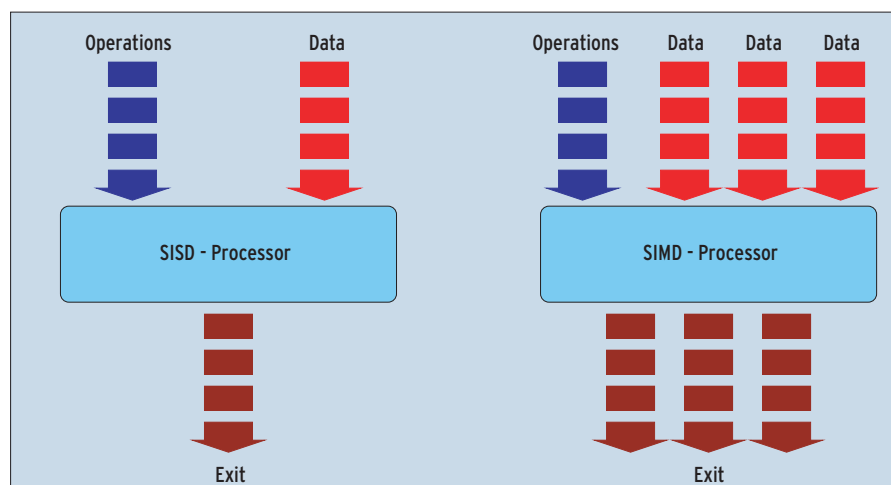 Operations Data
SISD - Processor
Exit
Operations Data Data Data
SIMD - Processor
Exit